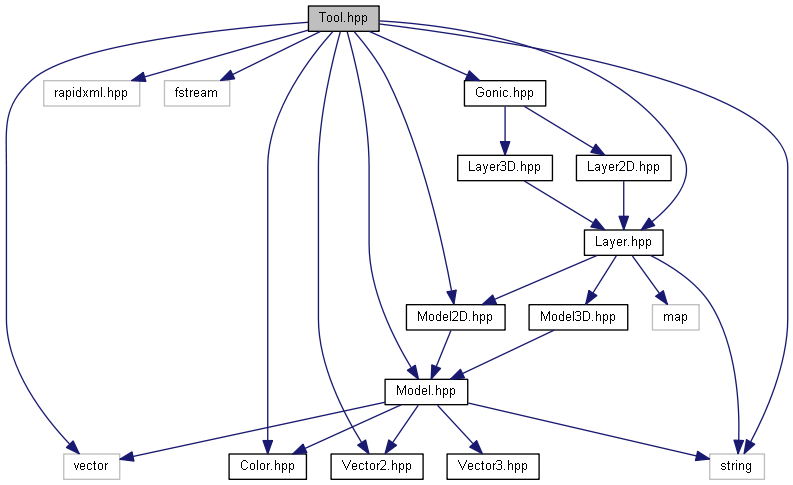 Tool.hpp
rapidxml.hpp
fstream
Gonic.hpp
Layer3D.hpp
Layer2D.hpp
Layer.hpp
Model2D.hpp
Model3D.hpp
map
Model.hpp
vector
Color.hpp
Vector2.hpp
Vector3.hpp
string